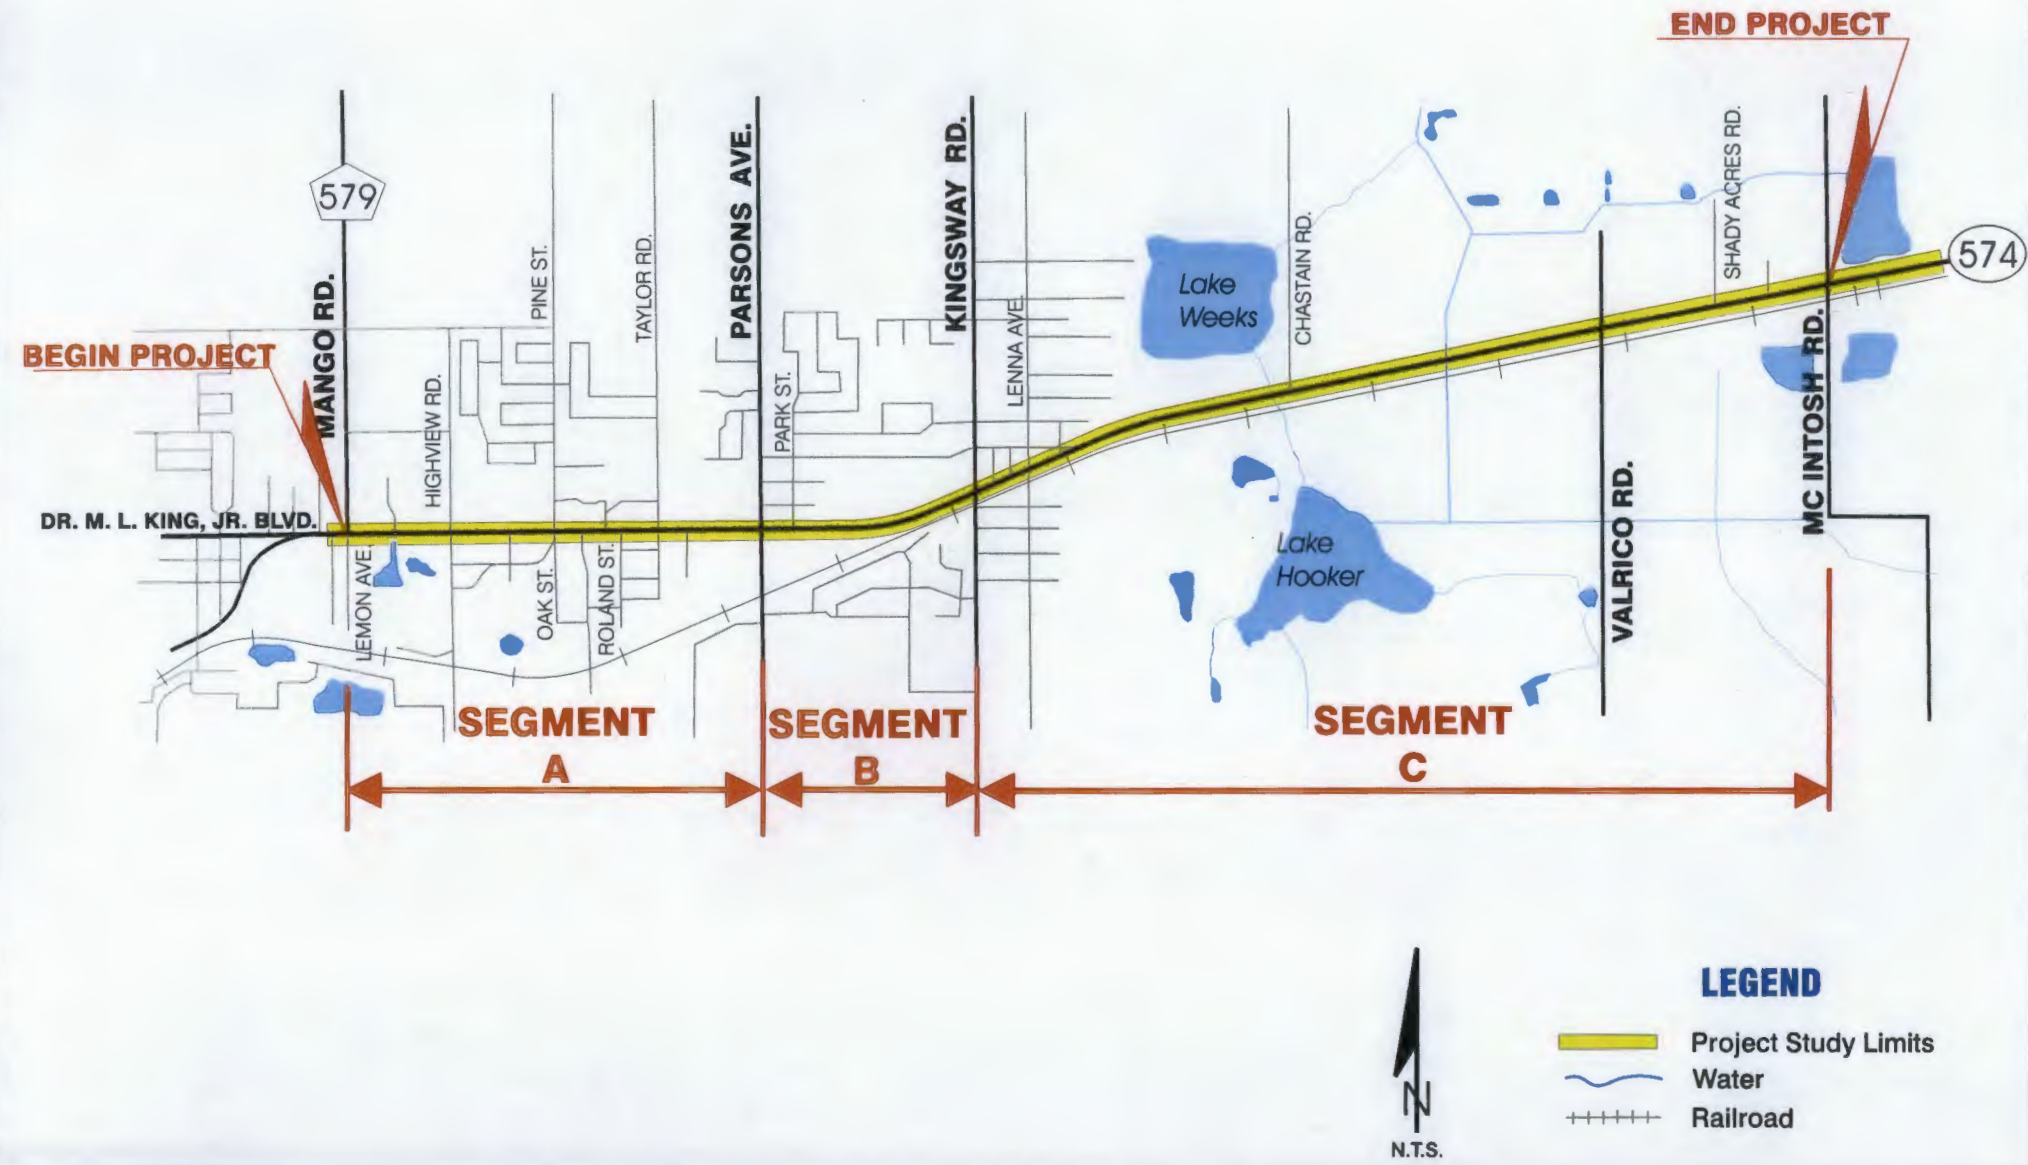 END PROJECT
579
MANGO RD.
PINE ST.
TAYLOR RD.
PARSONS AVE.
KINGSWAY RD.
LENNA AVE.
CHASTAIN RD.
SHADY ACRES RD.
574
Lake
Weeks
BEGIN PROJECT
HIGHVIEW RD.
PARK ST.
MC INTOSH RD.
DR. M. L. KING, JR. BLVD.
LEMON AVE.
OAK ST.
ROLAND ST.
Lake
Hooker
VALRICO RD.
SEGMENT
A
SEGMENT
B
SEGMENT
C
LEGEND
Project Study Limits
Water
Railroad
N
N.T.S.